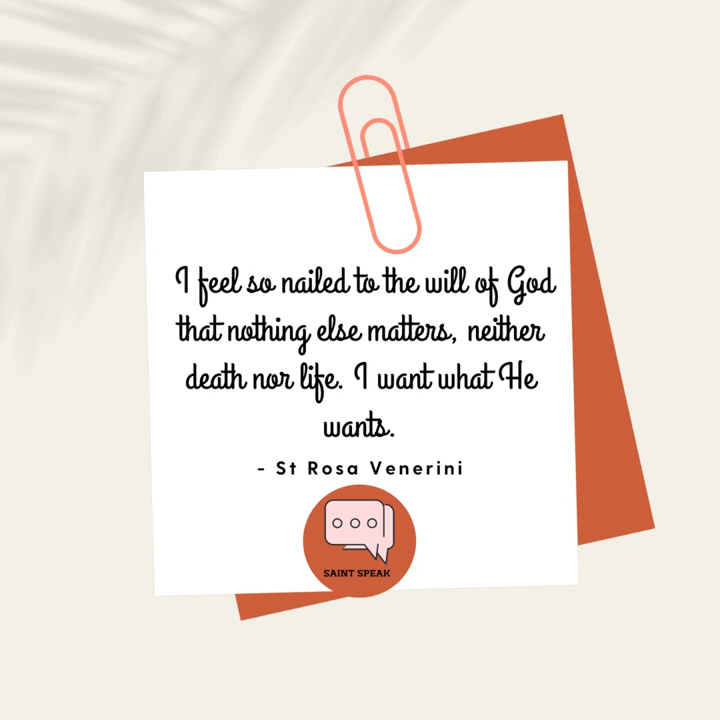 I feel so nailed to the will of God
that nothing else matters, neither
death nor life. I want what He
wants.
- St Rosa Venerini
SAINT SPEAK